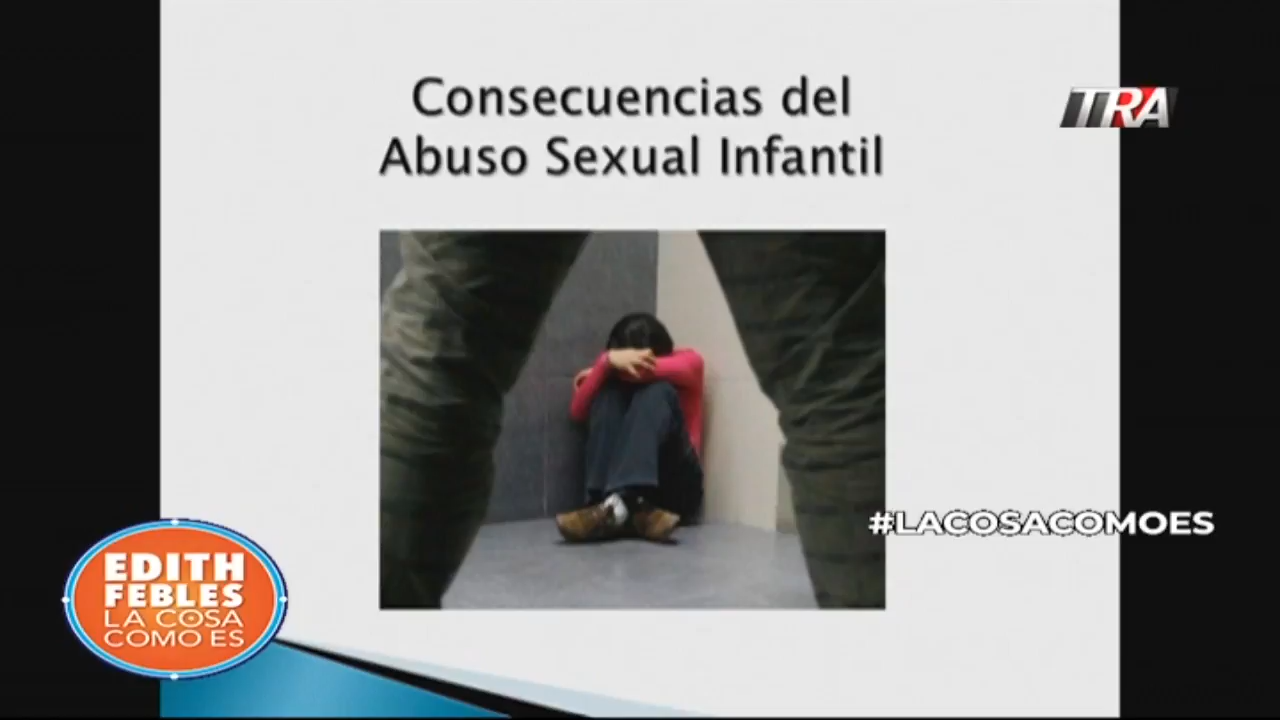 Consecuencias del
Abuso Sexual Infantil
TRA
#LACOSACOMOES
EDITH
FEBLES
LA COSA
COMO ES